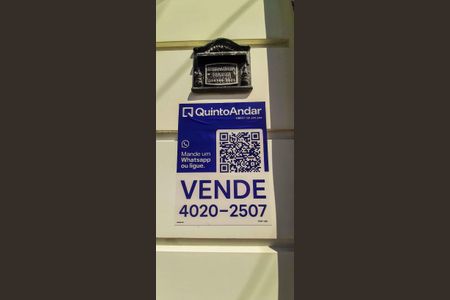 QuintoAndar
Mande um
Whatsapp
ou ligue.
VENDE
4020-2507